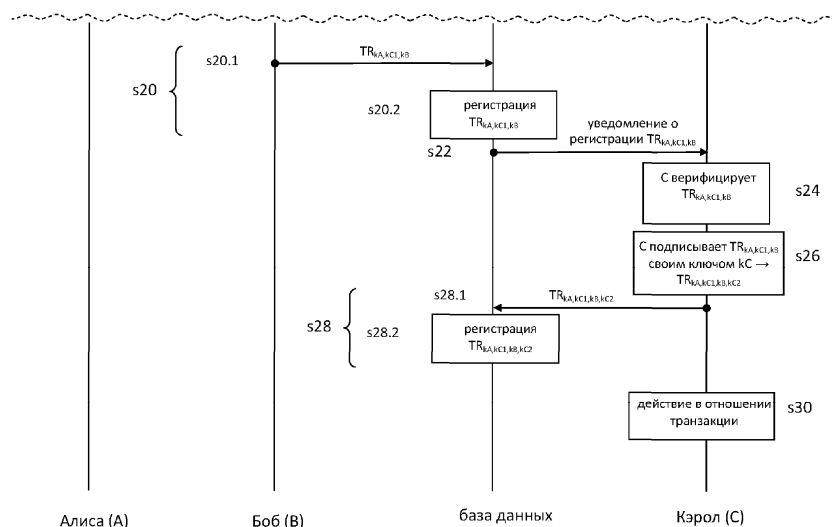 TRkA,kC1,kB
s20.1
s20
регистрация
TRkA,kC1,kB
s20.2
уведомление о
регистрации TRkA,kC1,kB
s22
С верифицирует
TRkA,kC1,kB
s24
С подписывает TRkA,kC1,kB
своим ключом kC →
TRkA,kC1,kB,kC2
s26
s28.1
TRkA,kC1,kB,kC2
s28
s28.2
регистрация
TRkA,kC1,kB,kC2
действие в отношении
транзакции
s30
Алиса (А)
Боб (В)
база данных
Кэрол (С)